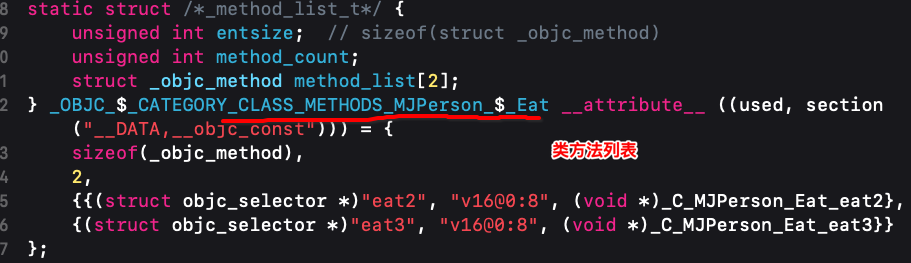 8 static struct /*_method_list_t*/ {
9 unsigned int entsize;  // sizeof(struct _objc_method)
0 unsigned int method_count;
1 struct _objc_method method_list[2];
2 } _OBJC_$_CATEGORY_CLASS_METHODS_MJPerson_$_Eat __attribute__ ((used, section
("__DATA,__objc_const"))) = {
类方法列表
3 sizeof(_objc_method),
4 2,
5 {{(struct objc_selector *)"eat2", "v16@0:8", (void *)_C_MJPerson_Eat_eat2},
6 {(struct objc_selector *)"eat3", "v16@0:8", (void *)_C_MJPerson_Eat_eat3}}
7 };